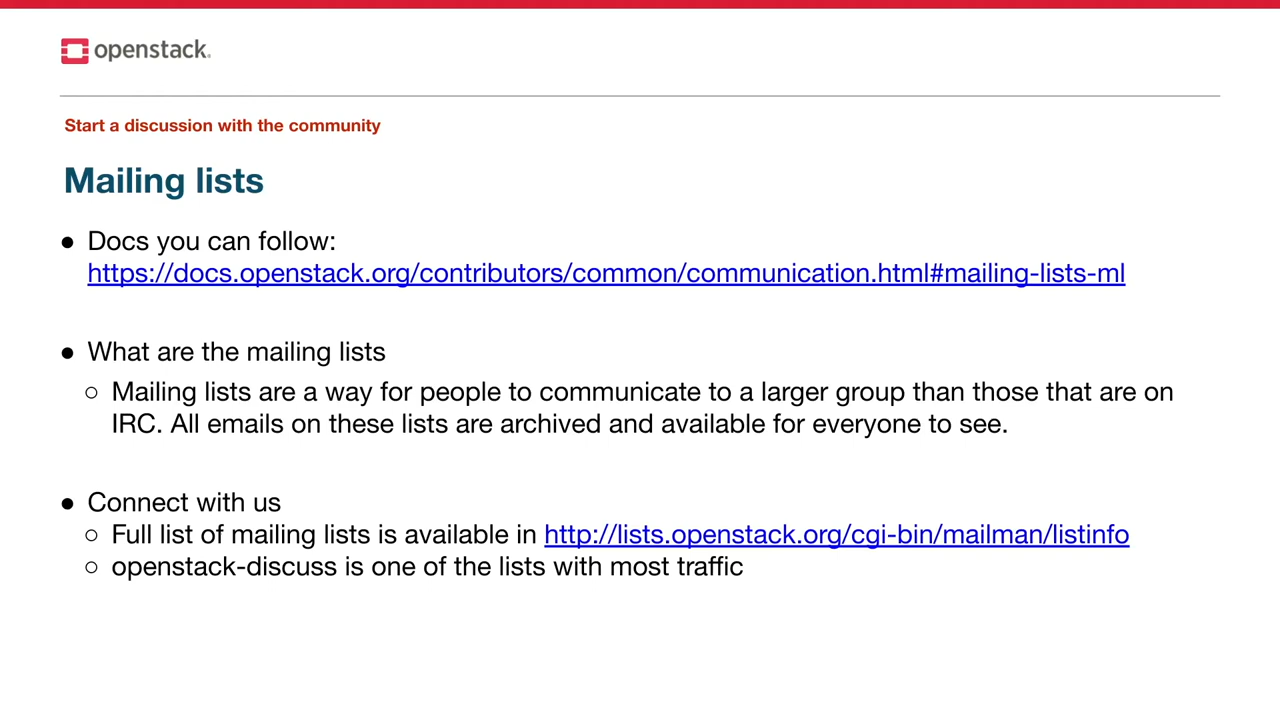 openstack.
Start a discussion with the community
Mailing lists
● Docs you can follow:
https://docs.openstack.org/contributors/common/communication.html#mailing-lists-ml
● What are the mailing lists
○ Mailing lists are a way for people to communicate to a larger group than those that are on
IRC. All emails on these lists are archived and available for everyone to see.
● Connect with us
○ Full list of mailing lists is available in http://lists.openstack.org/cgi-bin/mailman/listinfo
○ openstack-discuss is one of the lists with most traffic